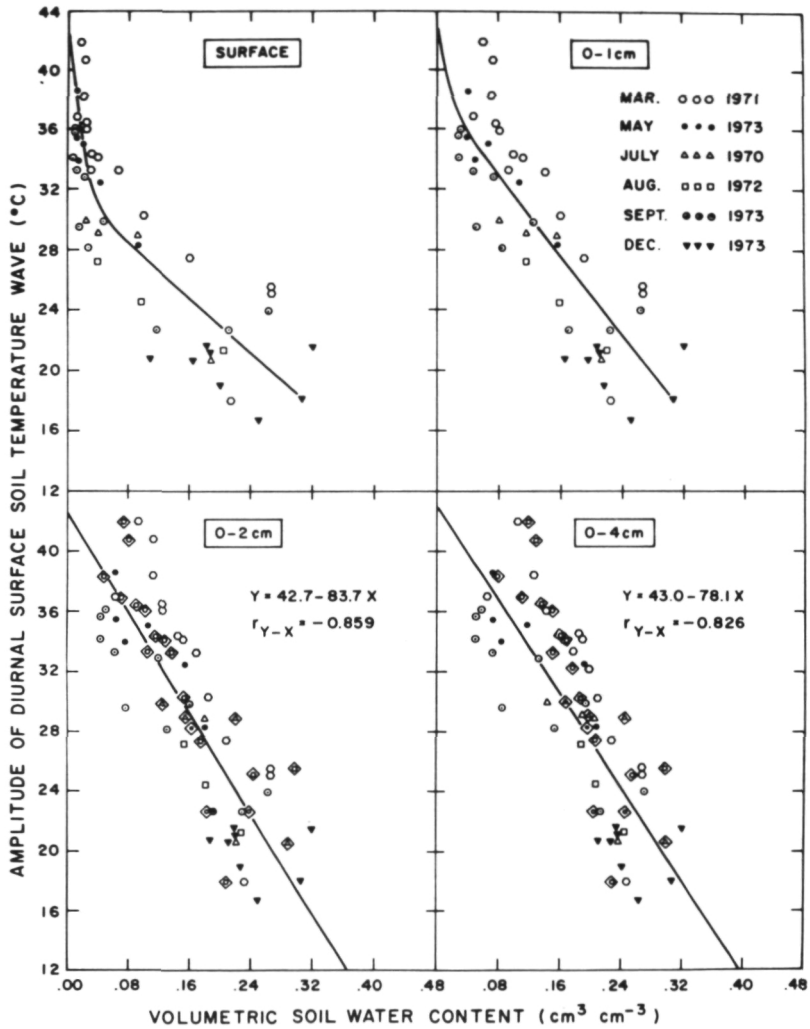 AMPLITUDE OF DIURNAL SURFACE SOIL TEMPERATURE WAVE (°C)
44
40
36
32
28
24
20
16
12
SURFACE
0-1cm
MAR. ○ ○ ○ 1971
MAY • • • 1973
JULY △ △ △ 1970
AUG. □ □ □ 1972
SEPT. ● ● ● 1973
DEC. ▼ ▼ ▼ 1973
40
36
32
28
24
20
16
12
0-2cm
Y = 42.7-83.7 X
r Y-X = -0.859
0-4cm
Y = 43.0-78.1 X
r Y-X = -0.826
.00 .08 .16 .24 .32 .40 .48 .08 .16 .24 .32 .40 .48
VOLUMETRIC SOIL WATER CONTENT (cm³ cm⁻³)